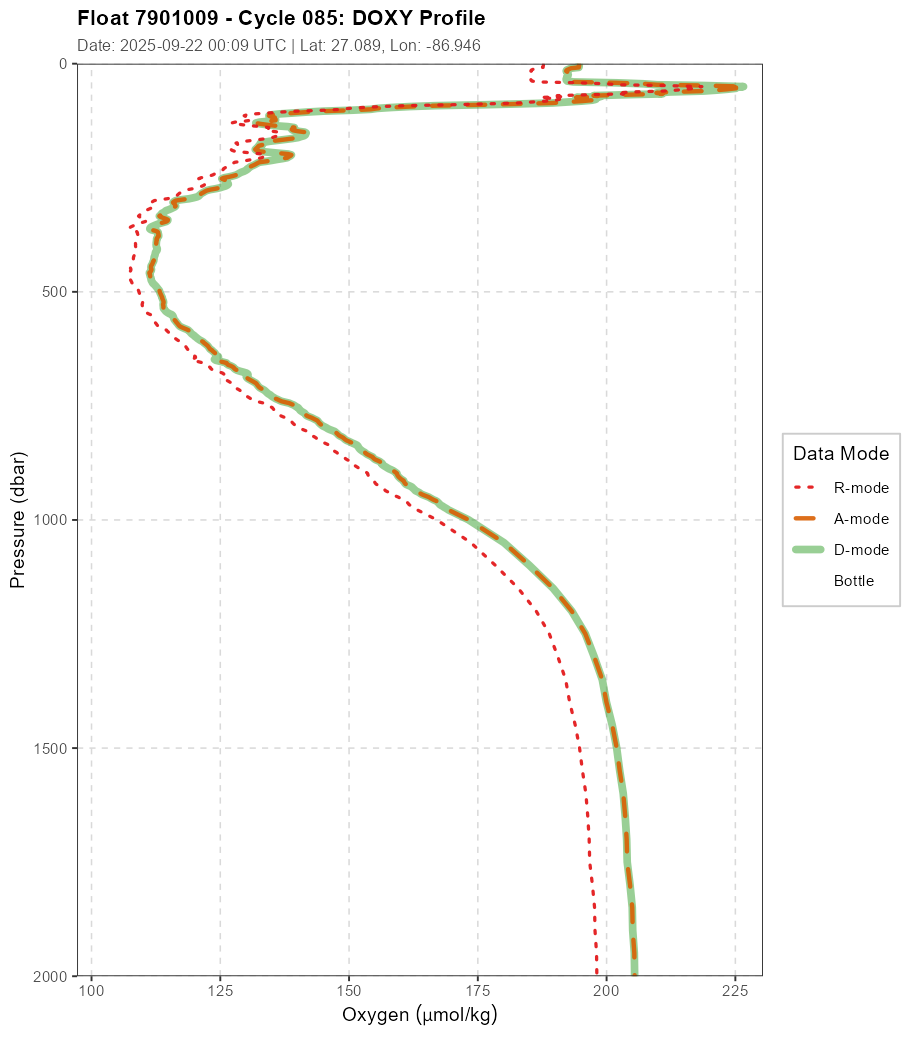 Float 7901009 - Cycle 085: DOXY Profile
Date: 2025-09-22 00:09 UTC | Lat: 27.089, Lon: -86.946
0
500
1000
1500
2000
Pressure (dbar)
100 125 150 175 200 225
Oxygen (μmol/kg)
Data Mode
R-mode
A-mode
D-mode
Bottle